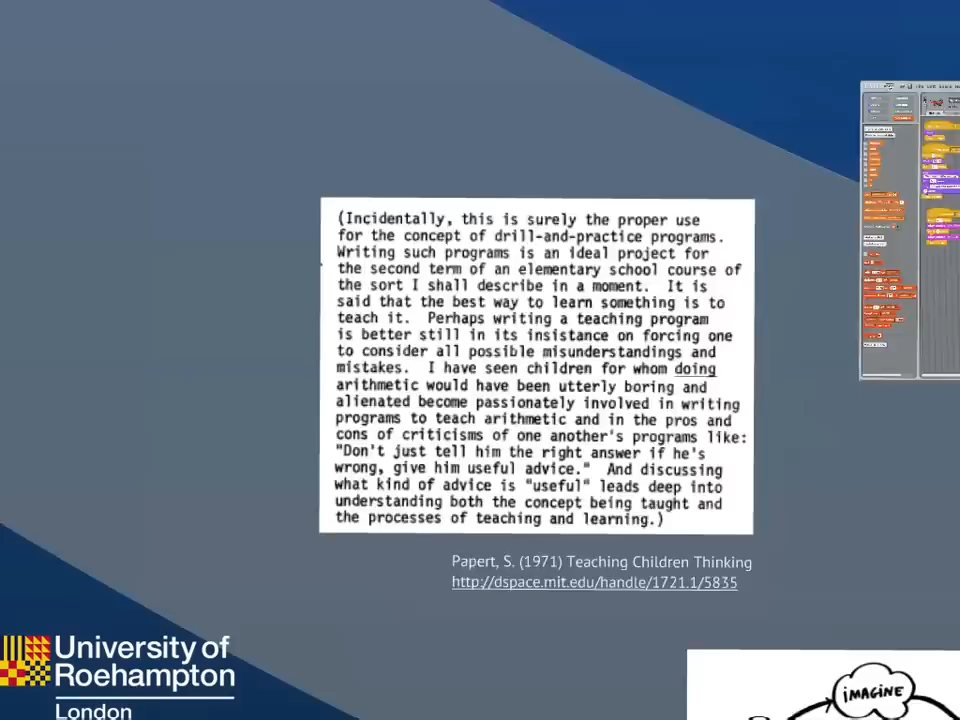 (Incidentally, this is surely the proper use
for the concept of drill-and-practice programs.
Writing such programs is an ideal project for
the second term of an elementary school course of
the sort I shall describe in a moment. It is
said that the best way to learn something is to
teach it. Perhaps writing a teaching program
is better still in its insistance on forcing one
to consider all possible misunderstandings and
mistakes. I have seen children for whom doing
arithmetic would have been utterly boring and
alienated become passionately involved in writing
programs to teach arithmetic and in the pros and
cons of criticisms of one another's programs like:
"Don't just tell him the right answer if he's
wrong, give him useful advice." And discussing
what kind of advice is "useful" leads deep into
understanding both the concept being taught and
the processes of teaching and learning.)
Papert, S. (1971) Teaching Children Thinking
http://dspace.mit.edu/handle/1721.1/5835
University of
Roehampton
London
imagine